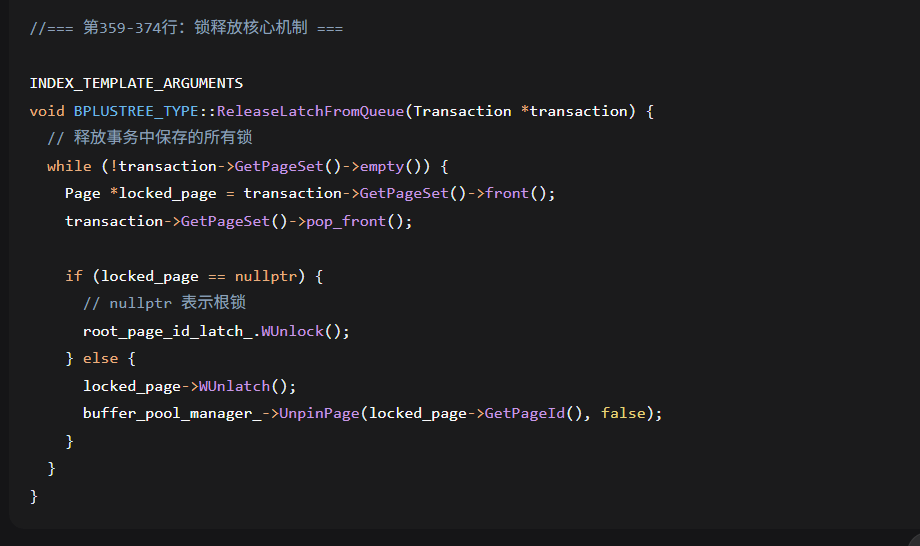 //=== 第359-374行：锁释放核心机制 ===
INDEX_TEMPLATE_ARGUMENTS
void BPLUSTREE_TYPE::ReleaseLatchFromQueue(Transaction *transaction) {
  // 释放事务中保存的所有锁
  while (!transaction->GetPageSet()->empty()) {
    Page *locked_page = transaction->GetPageSet()->front();
    transaction->GetPageSet()->pop_front();
    if (locked_page == nullptr) {
      // nullptr 表示根锁
      root_page_id_latch_.WUnlock();
    } else {
      locked_page->WUnlatch();
      buffer_pool_manager_->UnpinPage(locked_page->GetPageId(), false);
    }
  }
}